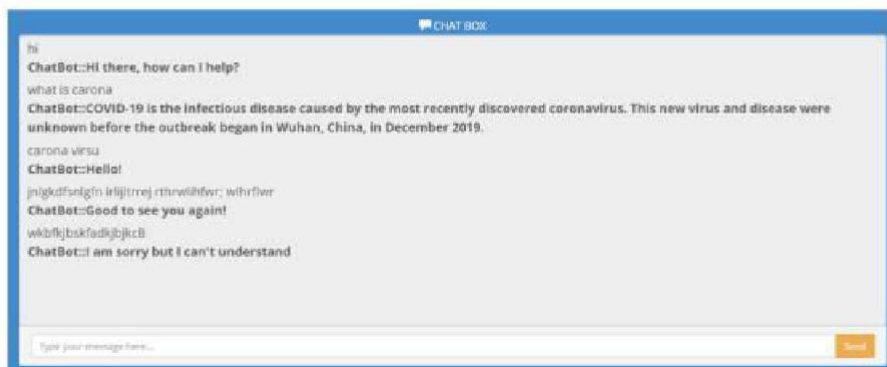 CHAT BOX
hi
ChatBot::Hi there, how can I help?
what is carona
ChatBot::COVID-19 is the infectious disease caused by the most recently discovered coronavirus. This new virus and disease were
unknown before the outbreak began in Wuhan, China, in December 2019.
carona virsu
ChatBot::Hello!
ChatBot::Good to see you again!
ChatBot::I am sorry but I can't understand
Type your message here...
Send